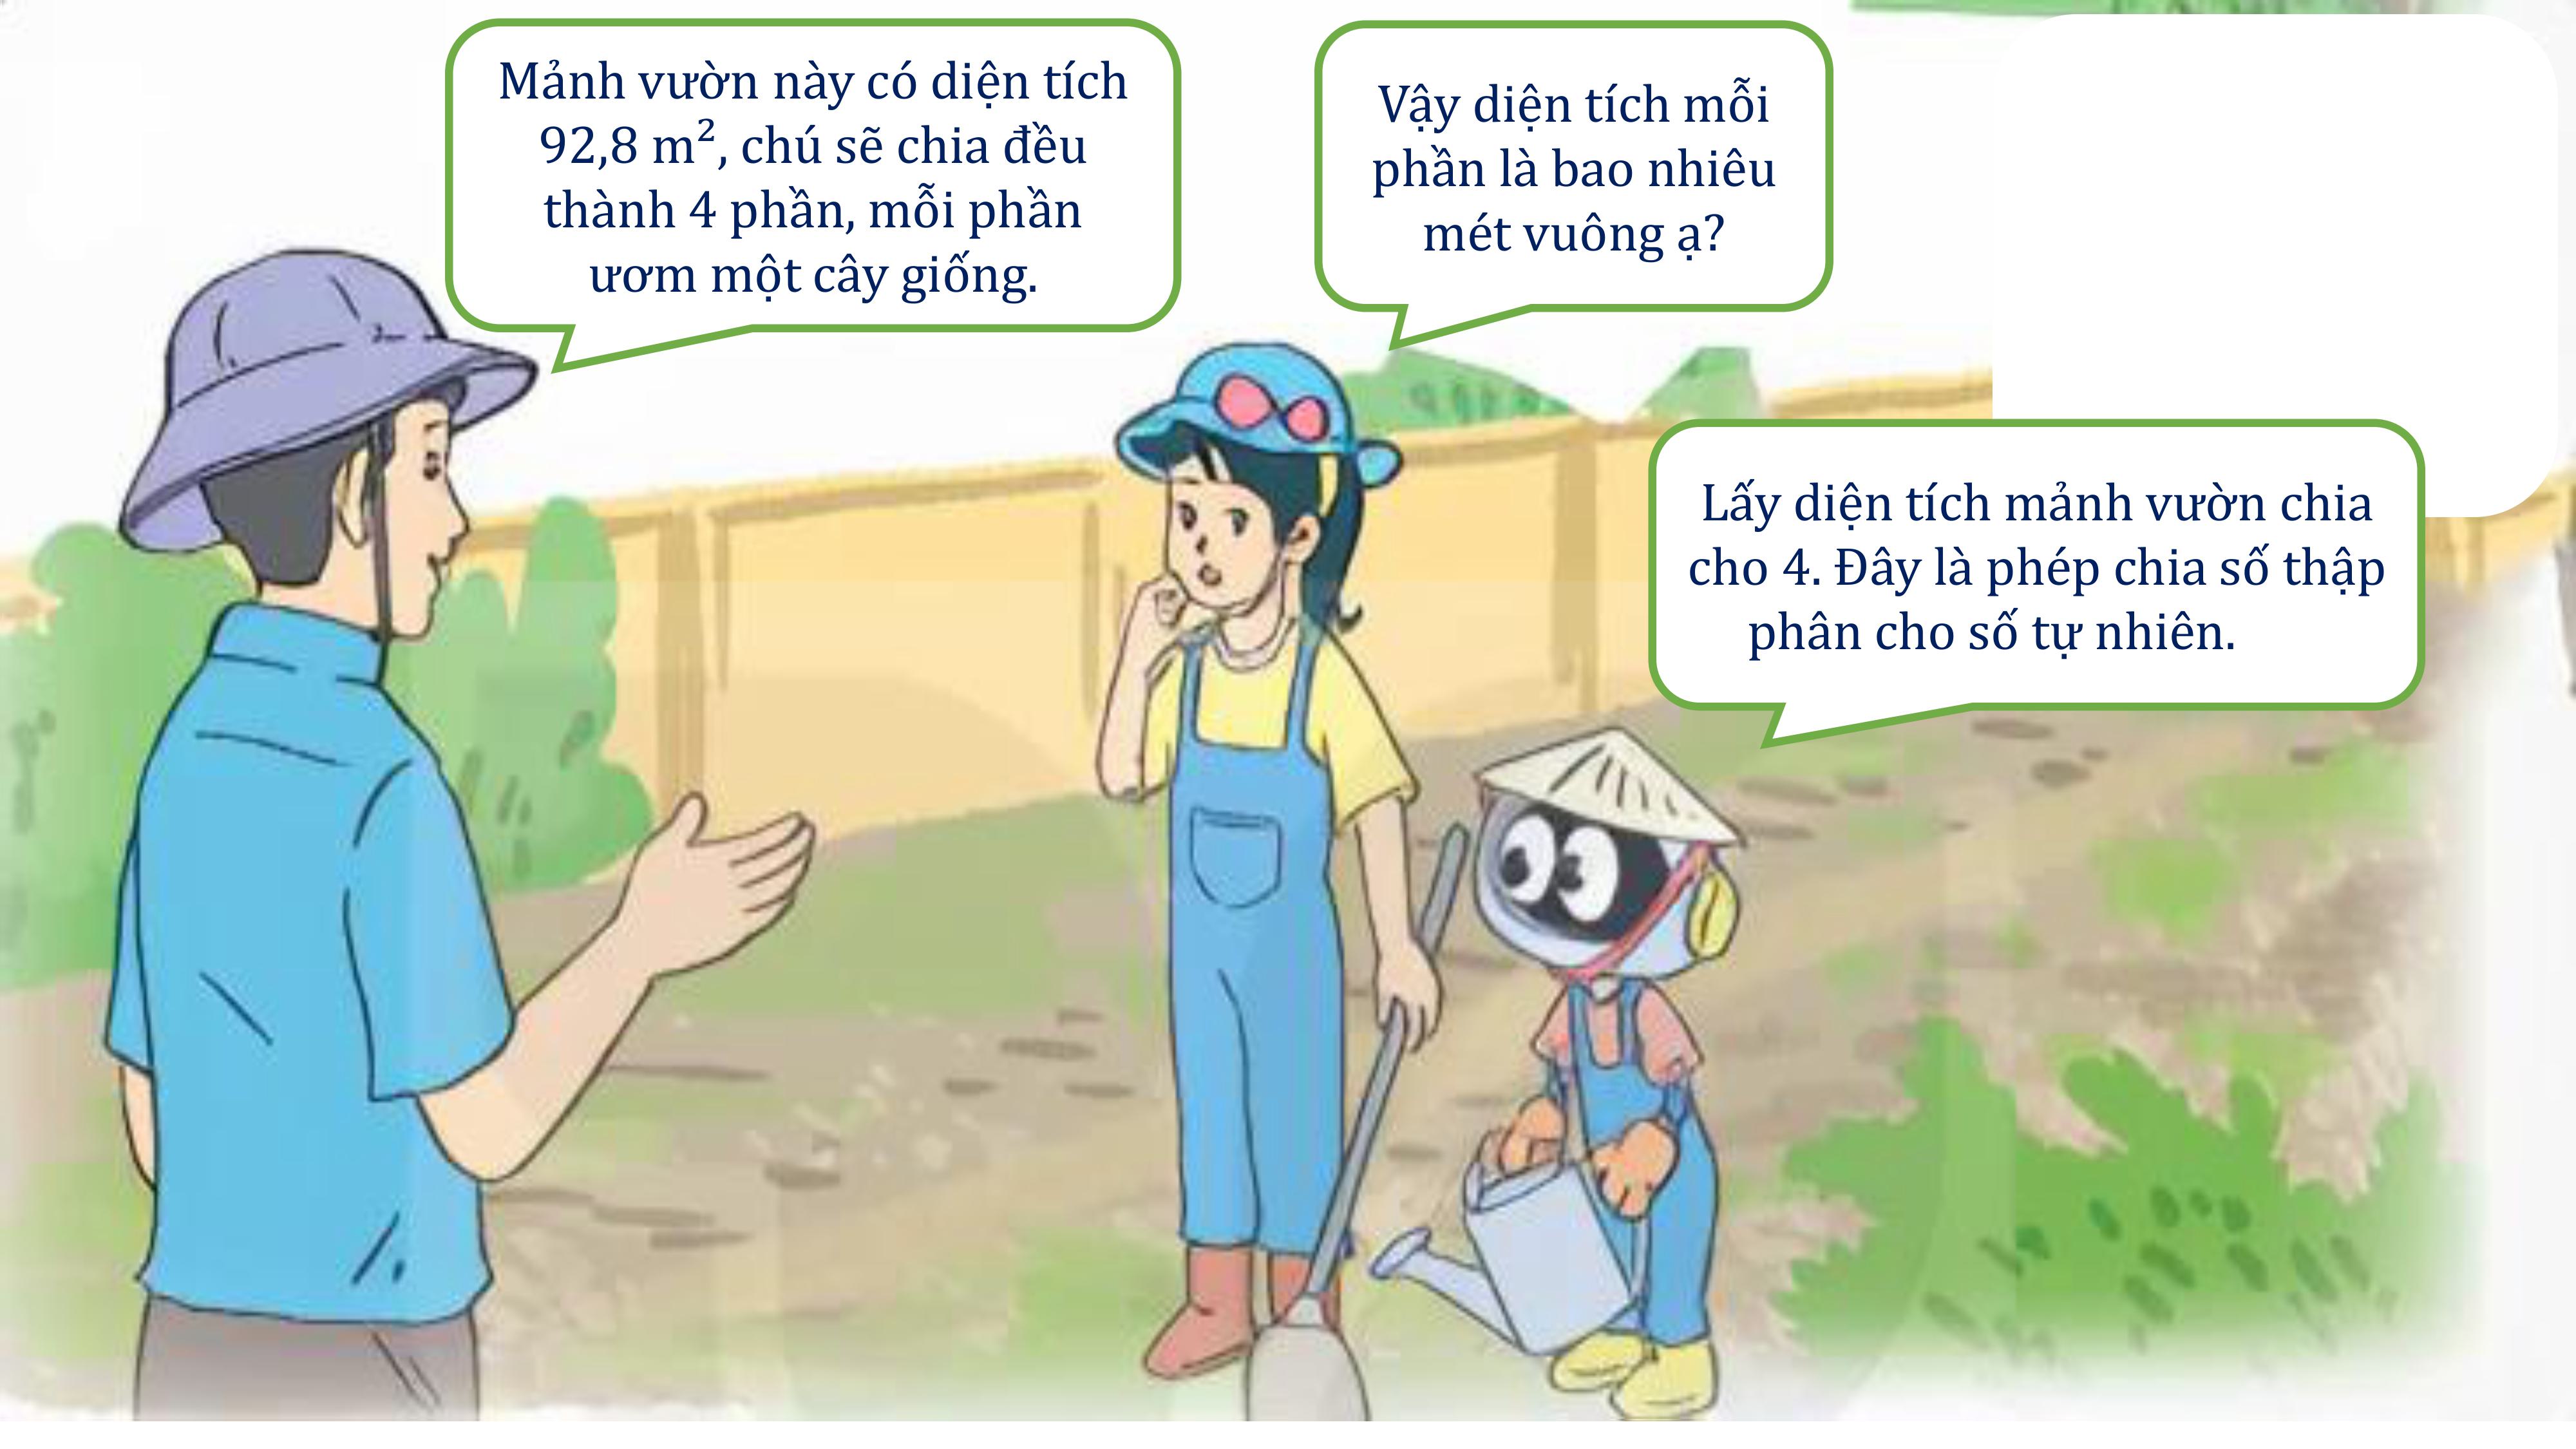 Mảnh vườn này có diện tích
92,8 m², chú sẽ chia đều
thành 4 phần, mỗi phần
ươm một cây giống.
Vậy diện tích mỗi
phần là bao nhiêu
mét vuông ạ?
Lấy diện tích mảnh vườn chia
cho 4. Đây là phép chia số thập
phân cho số tự nhiên.